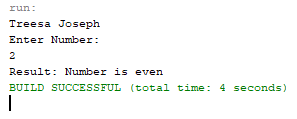 run:
Treesa Joseph
Enter Number:
2
Result: Number is even
BUILD SUCCESSFUL (total time: 4 seconds)